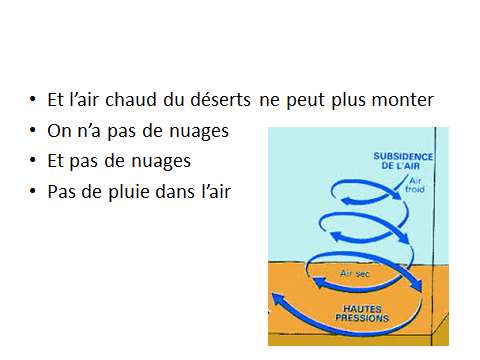 • Et l’air chaud du déserts ne peut plus monter
• On n’a pas de nuages
• Et pas de nuages
• Pas de pluie dans l’air
SUBSIDENCE
DE L'AIR
Air
froid
Air sec
HAUTES
PRESSIONS